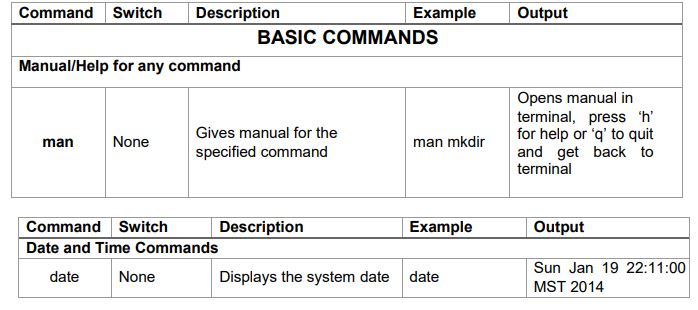 Command Switch Description Example Output
BASIC COMMANDS
Manual/Help for any command
man None Gives manual for the specified command man mkdir Opens manual in terminal, press ‘h’ for help or ‘q’ to quit and get back to terminal
Command Switch Description Example Output
Date and Time Commands
date None Displays the system date date Sun Jan 19 22:11:00 MST 2014